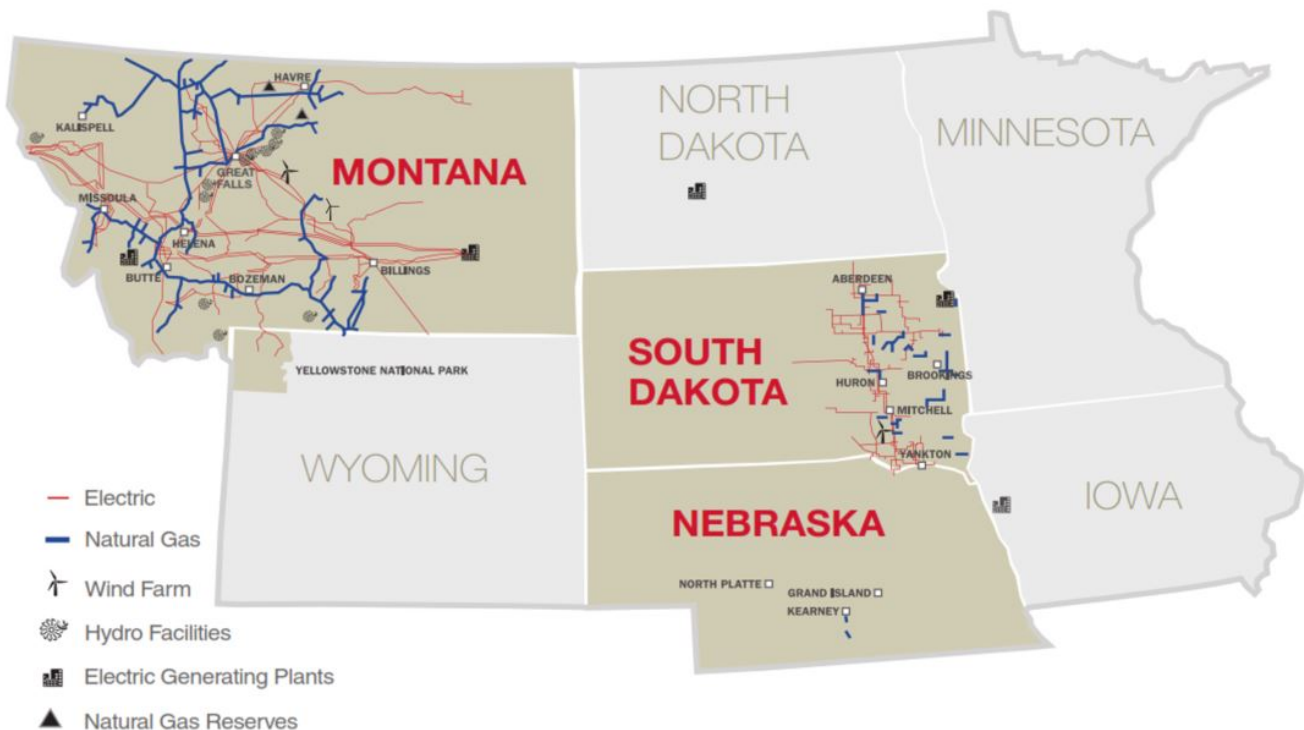 HAVRE
KALISPELL
NORTH
DAKOTA
MINNESOTA
GREAT
FALLS
MONTANA
MISSOULA
HELENA
BUTTE
BOZEMAN
BILLINGS
ABERDEEN
SOUTH
DAKOTA
YELLOWSTONE NATIONAL PARK
HURON
BROOKINGS
MITCHELL
YANKTON
WYOMING
IOWA
NEBRASKA
NORTH PLATTE
GRAND ISLAND
KEARNEY
Electric
Natural Gas
Wind Farm
Hydro Facilities
Electric Generating Plants
Natural Gas Reserves